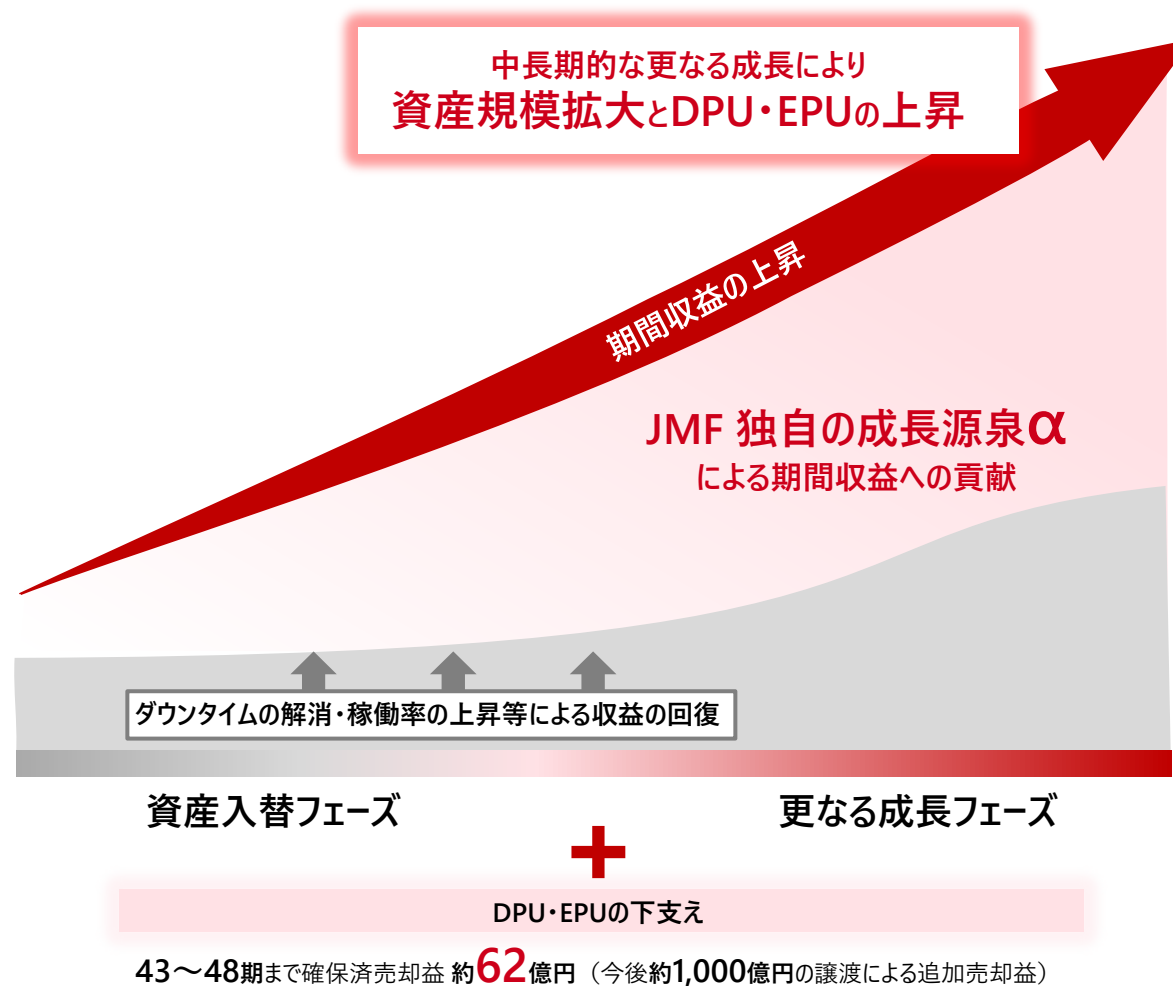 中長期的な更なる成長により
資産規模拡大とDPU・EPUの上昇
期間収益の上昇
JMF 独自の成長源泉α
による期間収益への貢献
ダウンタイムの解消・稼働率の上昇等による収益の回復
資産入替フェーズ
更なる成長フェーズ
+
DPU・EPUの下支え
43～48期まで確保済売却益 約62億円（今後約1,000億円の譲渡による追加売却益）